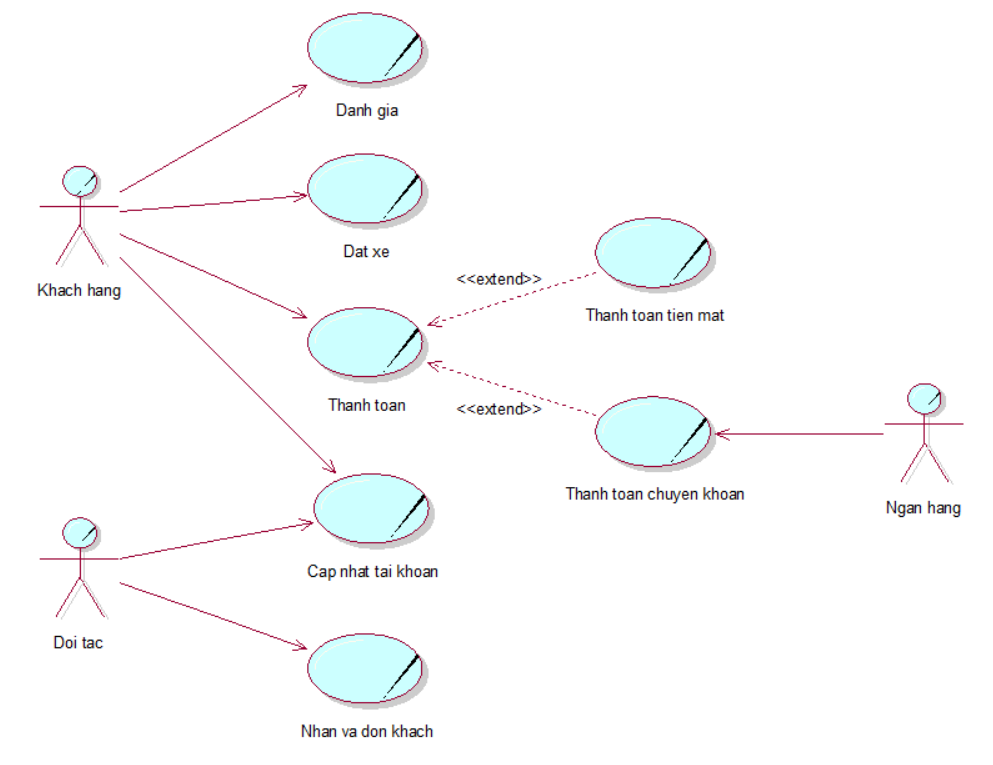 Danh gia
Dat xe
Khach hang
<<extend>>
Thanh toan tien mat
Thanh toan
<<extend>>
Thanh toan chuyen khoan
Ngan hang
Cap nhat tai khoan
Doi tac
Nhan va don khach